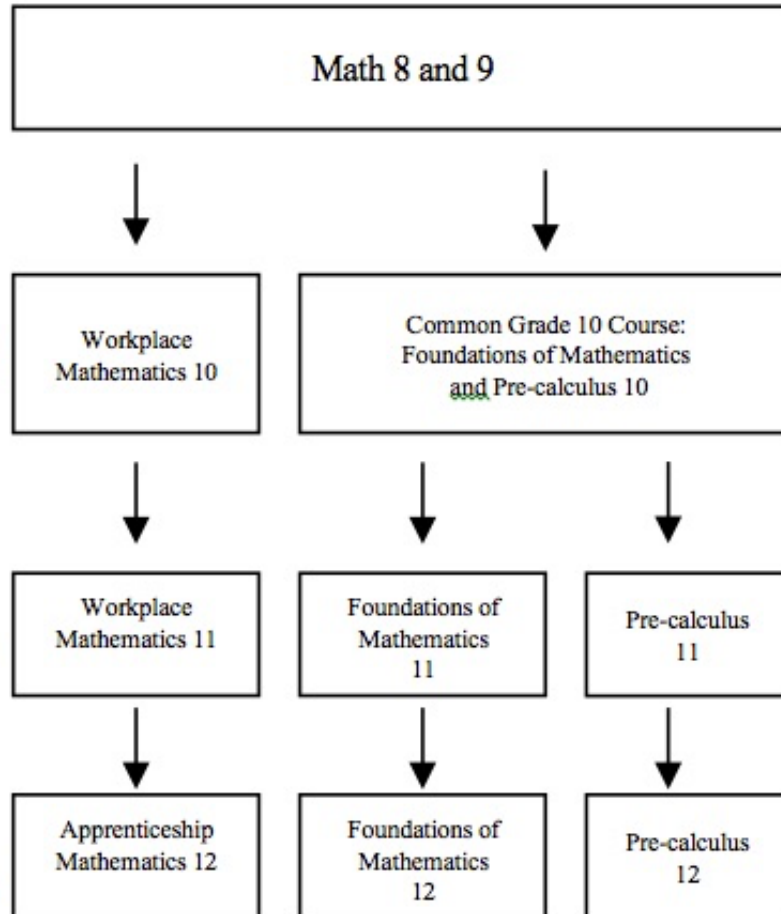 Math 8 and 9
Workplace
Mathematics 10
Common Grade 10 Course:
Foundations of Mathematics
and Pre-calculus 10
Workplace
Mathematics 11
Foundations of
Mathematics
11
Pre-calculus
11
Apprenticeship
Mathematics 12
Foundations of
Mathematics
12
Pre-calculus
12